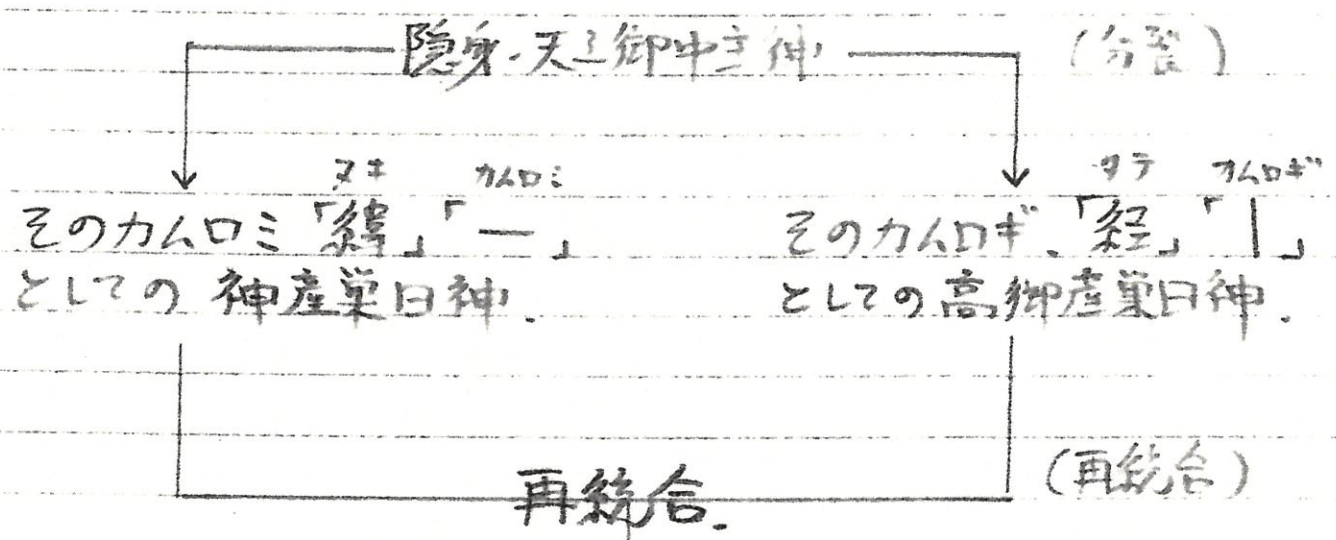 隠身・天之御中主神 (分霊)
ヌキ カムロミ
そのカムロミ「緯」「一」
としての 神産巣日神.
タテ カムロギ
そのカムロギ、「経」「|」
としての高御産巣日神.
再統合. (再統合)